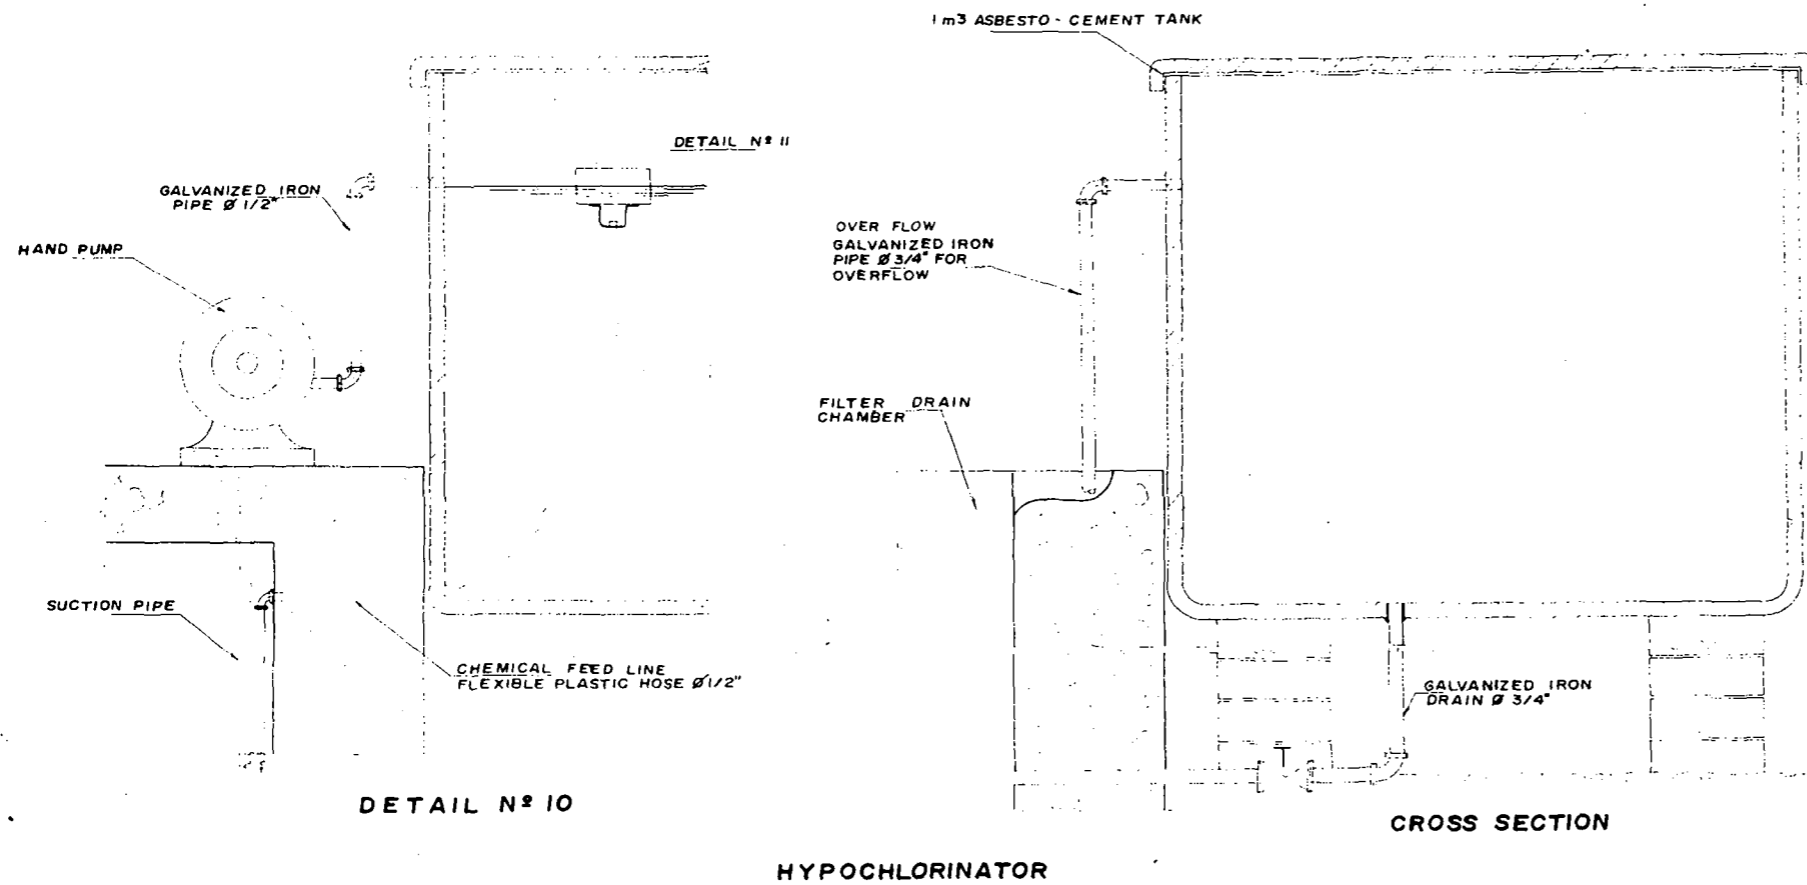 1 m3 ASBESTO - CEMENT TANK
DETAIL Nº 11
GALVANIZED IRON
PIPE Ø 1/2"
HAND PUMP
OVER FLOW
GALVANIZED IRON
PIPE Ø 3/4" FOR
OVERFLOW
FILTER DRAIN
CHAMBER
SUCTION PIPE
CHEMICAL FEED LINE
FLEXIBLE PLASTIC HOSE Ø 1/2"
GALVANIZED IRON
DRAIN Ø 3/4"
DETAIL Nº 10
CROSS SECTION
HYPOCHLORINATOR